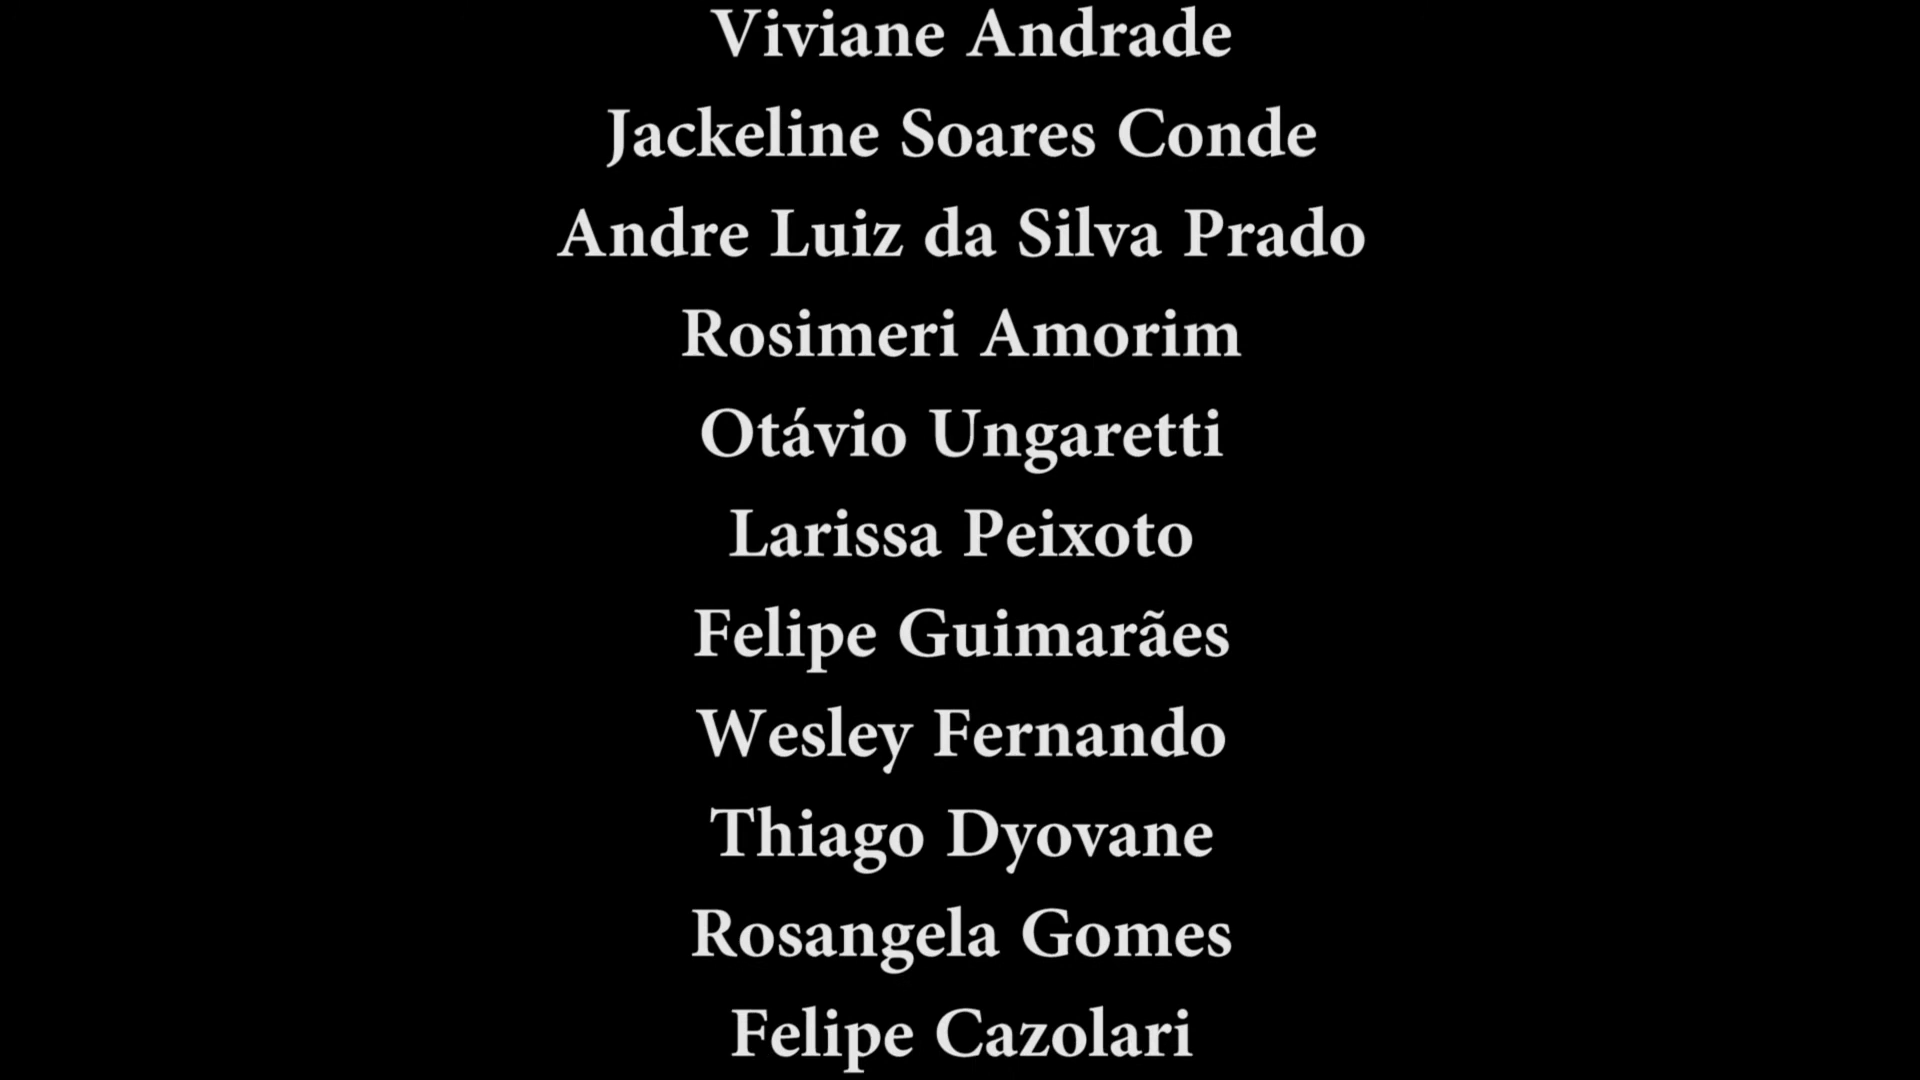 Viviane Andrade
Jackeline Soares Conde
Andre Luiz da Silva Prado
Rosimeri Amorim
Otávio Ungaretti
Larissa Peixoto
Felipe Guimarães
Wesley Fernando
Thiago Dyovane
Rosangela Gomes
Felipe Cazolari